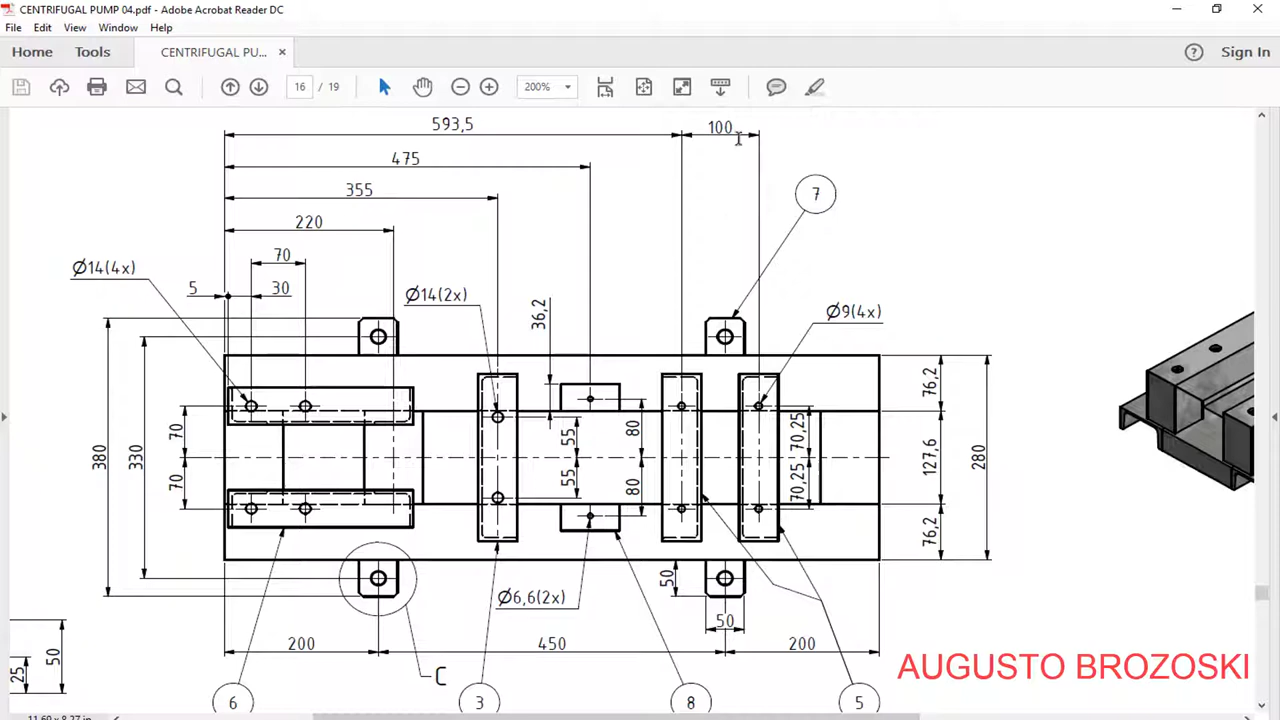 CENTRIFUGAL PUMP 04.pdf - Adobe Acrobat Reader DC
File Edit View Window Help
Home Tools CENTRIFUGAL PU... × Sign In
16 / 19 200%
593,5 100
475
355
220
70
5 30
Ø14(4x)
Ø14(2x)
36,2
Ø9(4x)
7
380
330
70
70
55
55
80
80
70,25
70,25
76,2
127,6
76,2
280
50
50
Ø6,6(2x)
200 450 200
C
6 3 8 5
25
50
AUGUSTO BROZOSKI